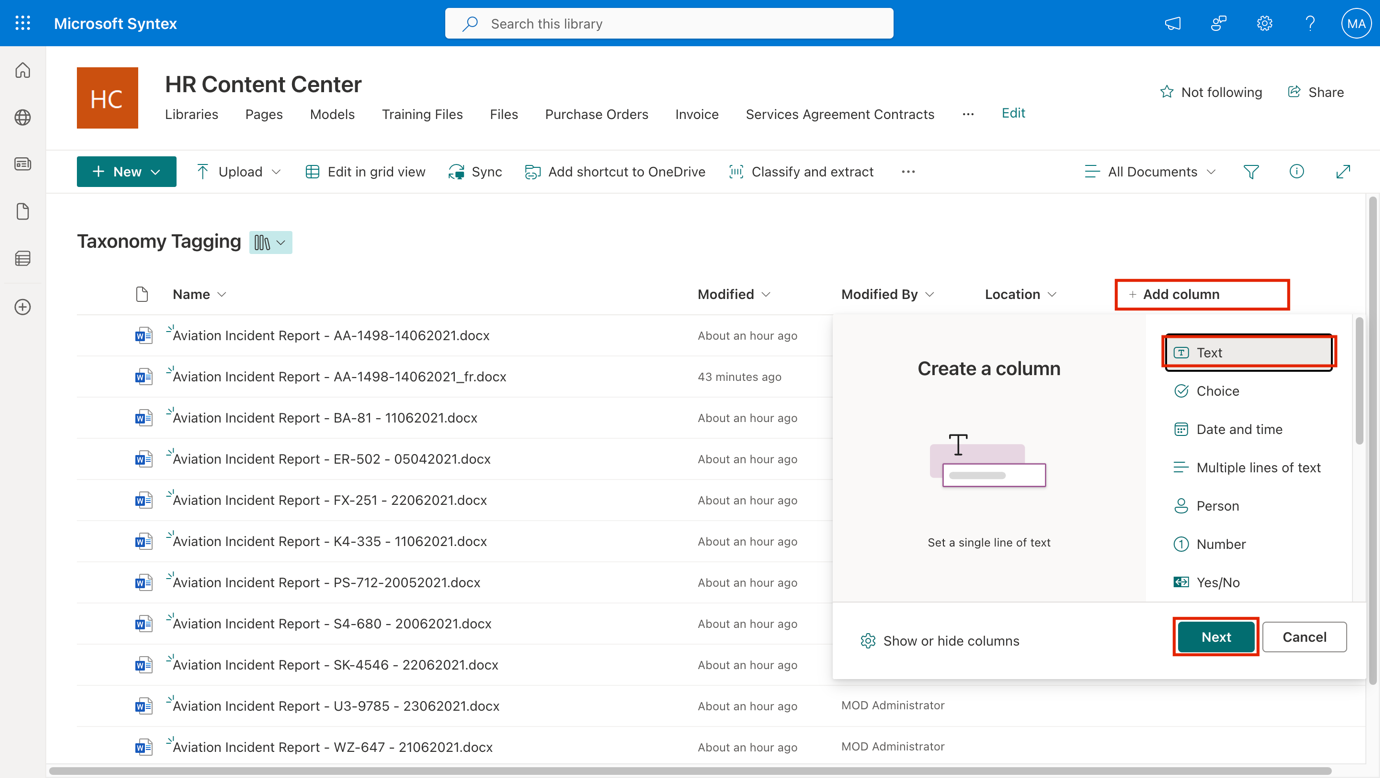 Microsoft Syntex
Search this library
MA
HC
HR Content Center
Not following
Share
Libraries Pages Models Training Files Files Purchase Orders Invoice Services Agreement Contracts ... Edit
+ New Upload Edit in grid view Sync Add shortcut to OneDrive Classify and extract ... All Documents
Taxonomy Tagging
Name Modified Modified By Location + Add column
Aviation Incident Report - AA-1498-14062021.docx About an hour ago
Aviation Incident Report - AA-1498-14062021_fr.docx 43 minutes ago
Aviation Incident Report - BA-81 - 11062021.docx About an hour ago
Aviation Incident Report - ER-502 - 05042021.docx About an hour ago
Aviation Incident Report - FX-251 - 22062021.docx About an hour ago
Aviation Incident Report - K4-335 - 11062021.docx About an hour ago
Aviation Incident Report - PS-712-20052021.docx About an hour ago
Aviation Incident Report - S4-680 - 20062021.docx About an hour ago
Aviation Incident Report - SK-4546 - 22062021.docx About an hour ago
Aviation Incident Report - U3-9785 - 23062021.docx About an hour ago MOD Administrator
Aviation Incident Report - WZ-647 - 21062021.docx About an hour ago MOD Administrator
Create a column
T
Set a single line of text
Text
Choice
Date and time
Multiple lines of text
Person
Number
Yes/No
Show or hide columns
Next
Cancel